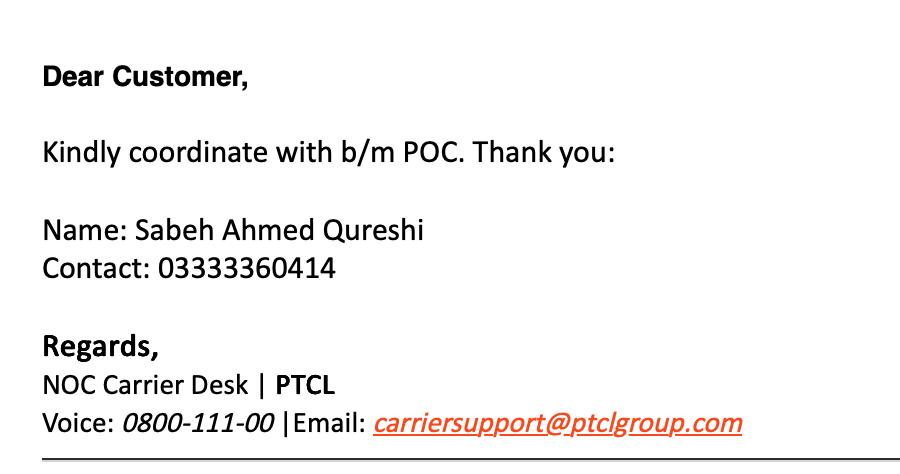 Dear Customer,
Kindly coordinate with b/m POC. Thank you:
Name: Sabeh Ahmed Qureshi
Contact: 03333360414
Regards,
NOC Carrier Desk | PTCL
Voice: 0800-111-00 |Email: carriersupport@ptclgroup.com